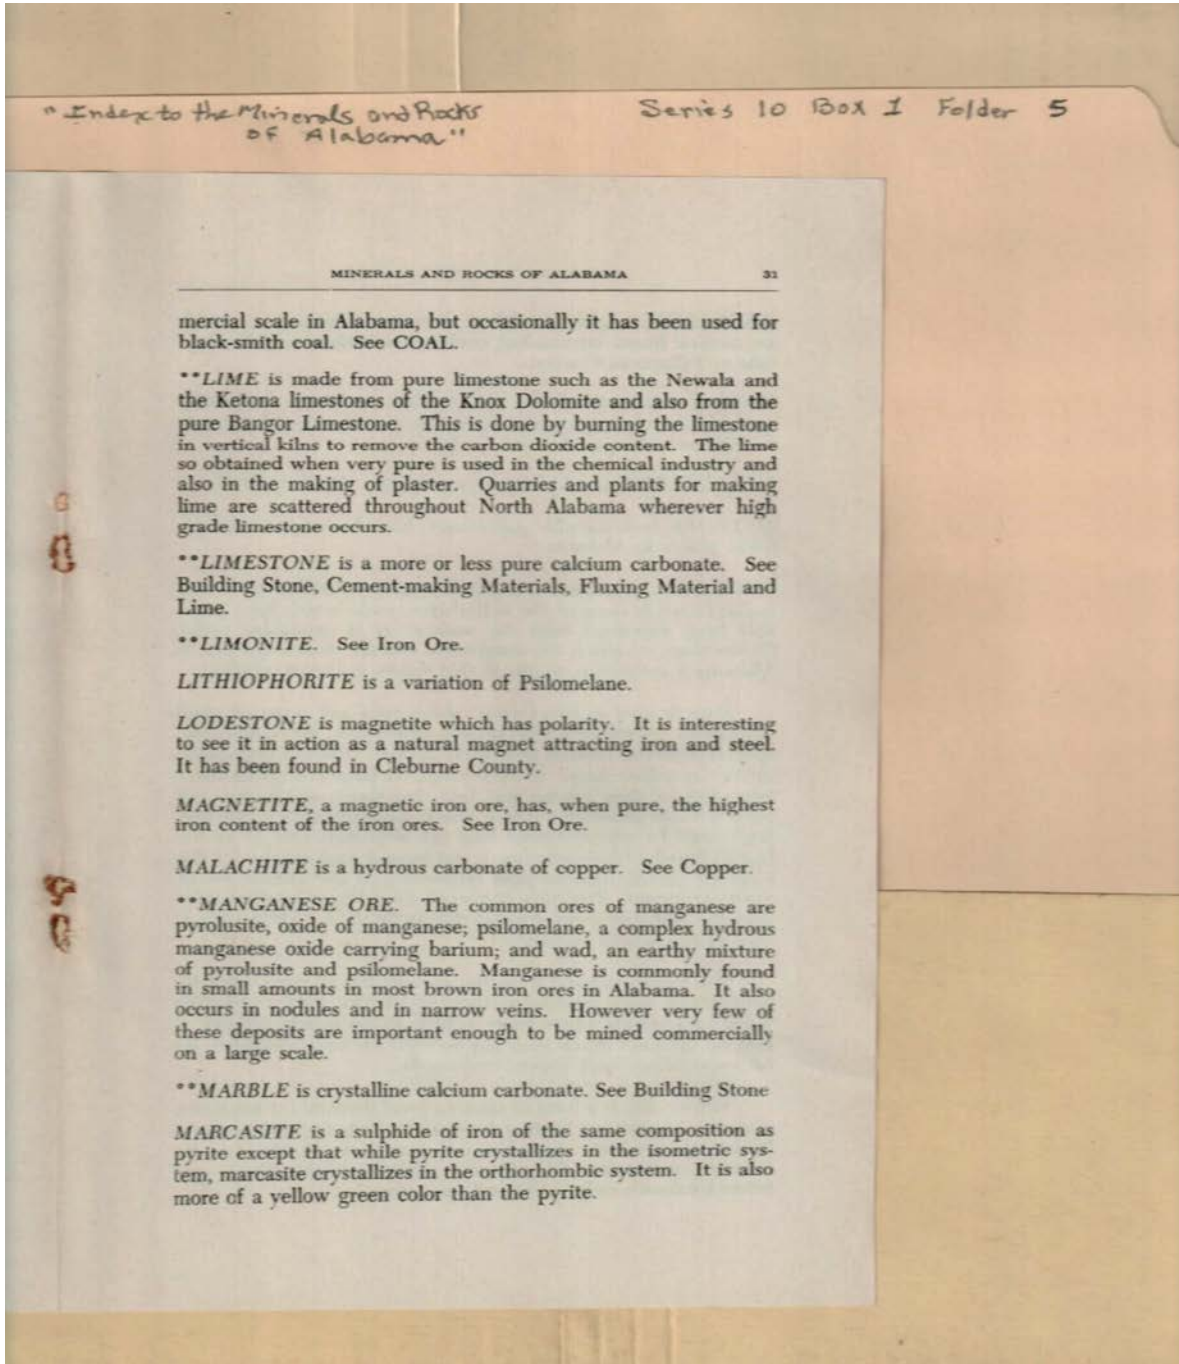 "Index to the Minerals and Rocks
of Alabama"
Series 10 Box 1 Folder 5
MINERALS AND ROCKS OF ALABAMA 31
mercial scale in Alabama, but occasionally it has been used for
black-smith coal. See COAL.
**LIME is made from pure limestone such as the Newala and
the Ketona limestones of the Knox Dolomite and also from the
pure Bangor Limestone. This is done by burning the limestone
in vertical kilns to remove the carbon dioxide content. The lime
so obtained when very pure is used in the chemical industry and
also in the making of plaster. Quarries and plants for making
lime are scattered throughout North Alabama wherever high
grade limestone occurs.
**LIMESTONE is a more or less pure calcium carbonate. See
Building Stone, Cement-making Materials, Fluxing Material and
Lime.
**LIMONITE. See Iron Ore.
LITHIOPHORITE is a variation of Psilomelane.
LODESTONE is magnetite which has polarity. It is interesting
to see it in action as a natural magnet attracting iron and steel.
It has been found in Cleburne County.
MAGNETITE, a magnetic iron ore, has, when pure, the highest
iron content of the iron ores. See Iron Ore.
MALACHITE is a hydrous carbonate of copper. See Copper.
**MANGANESE ORE. The common ores of manganese are
pyrolusite, oxide of manganese; psilomelane, a complex hydrous
manganese oxide carrying barium; and wad, an earthy mixture
of pyrolusite and psilomelane. Manganese is commonly found
in small amounts in most brown iron ores in Alabama. It also
occurs in nodules and in narrow veins. However very few of
these deposits are important enough to be mined commercially
on a large scale.
**MARBLE is crystalline calcium carbonate. See Building Stone
MARCASITE is a sulphide of iron of the same composition as
pyrite except that while pyrite crystallizes in the isometric sys-
tem, marcasite crystallizes in the orthorhombic system. It is also
more of a yellow green color than the pyrite.